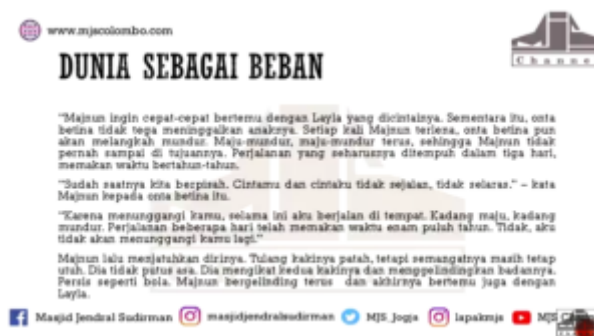 www.mjscolombo.com
Channel
DUNIA SEBAGAI BEBAN
"Majnun ingin cepat-cepat bertemu dengan Layla yang dicintainya. Sementara itu, onta
betina tidak tega meninggalkan anaknya. Setiap kali Majnun terlena, onta betina pun
akan melangkah mundur. Maju-mundur, maju-mundur terus, sehingga Majnun tidak
pernah sampai di tujuannya. Perjalanan yang seharusnya ditempuh dalam tiga hari,
memakan waktu bertahun-tahun.
"Sudah saatnya kita berpisah. Cintamu dan cintaku tidak sejalan, tidak selaras." – kata
Majnun kepada onta betina itu.
"Karena menunggangi kamu, selama ini aku berjalan di tempat. Kadang maju, kadang
mundur. Perjalanan beberapa hari telah memakan waktu enam puluh tahun. Tidak, aku
tidak akan menunggangi kamu lagi."
Majnun lalu menjatuhkan dirinya. Tulang kakinya patah, tetapi semangatnya masih tetap
utuh. Dia tidak putus asa. Dia mengikat kedua kakinya dan menggelindingkan badannya.
Persis seperti bola. Majnun bergelinding terus dan akhirnya bertemu juga dengan
Layla.
Masjid Jendral Sudirman masjidjendralsudirman MJS_Jogja lapakmjs MJS